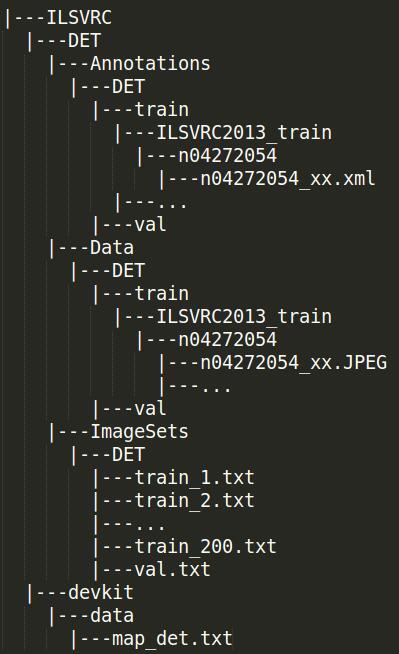 |---ILSVRC
  |---DET
    |---Annotations
      |---DET
        |---train
          |---ILSVRC2013_train
            |---n04272054
              |---n04272054_xx.xml
          |---...
        |---val
    |---Data
      |---DET
        |---train
          |---ILSVRC2013_train
            |---n04272054
              |---n04272054_xx.JPEG
              |---...
        |---val
    |---ImageSets
      |---DET
        |---train_1.txt
        |---train_2.txt
        |---...
        |---train_200.txt
        |---val.txt
  |---devkit
    |---data
      |---map_det.txt